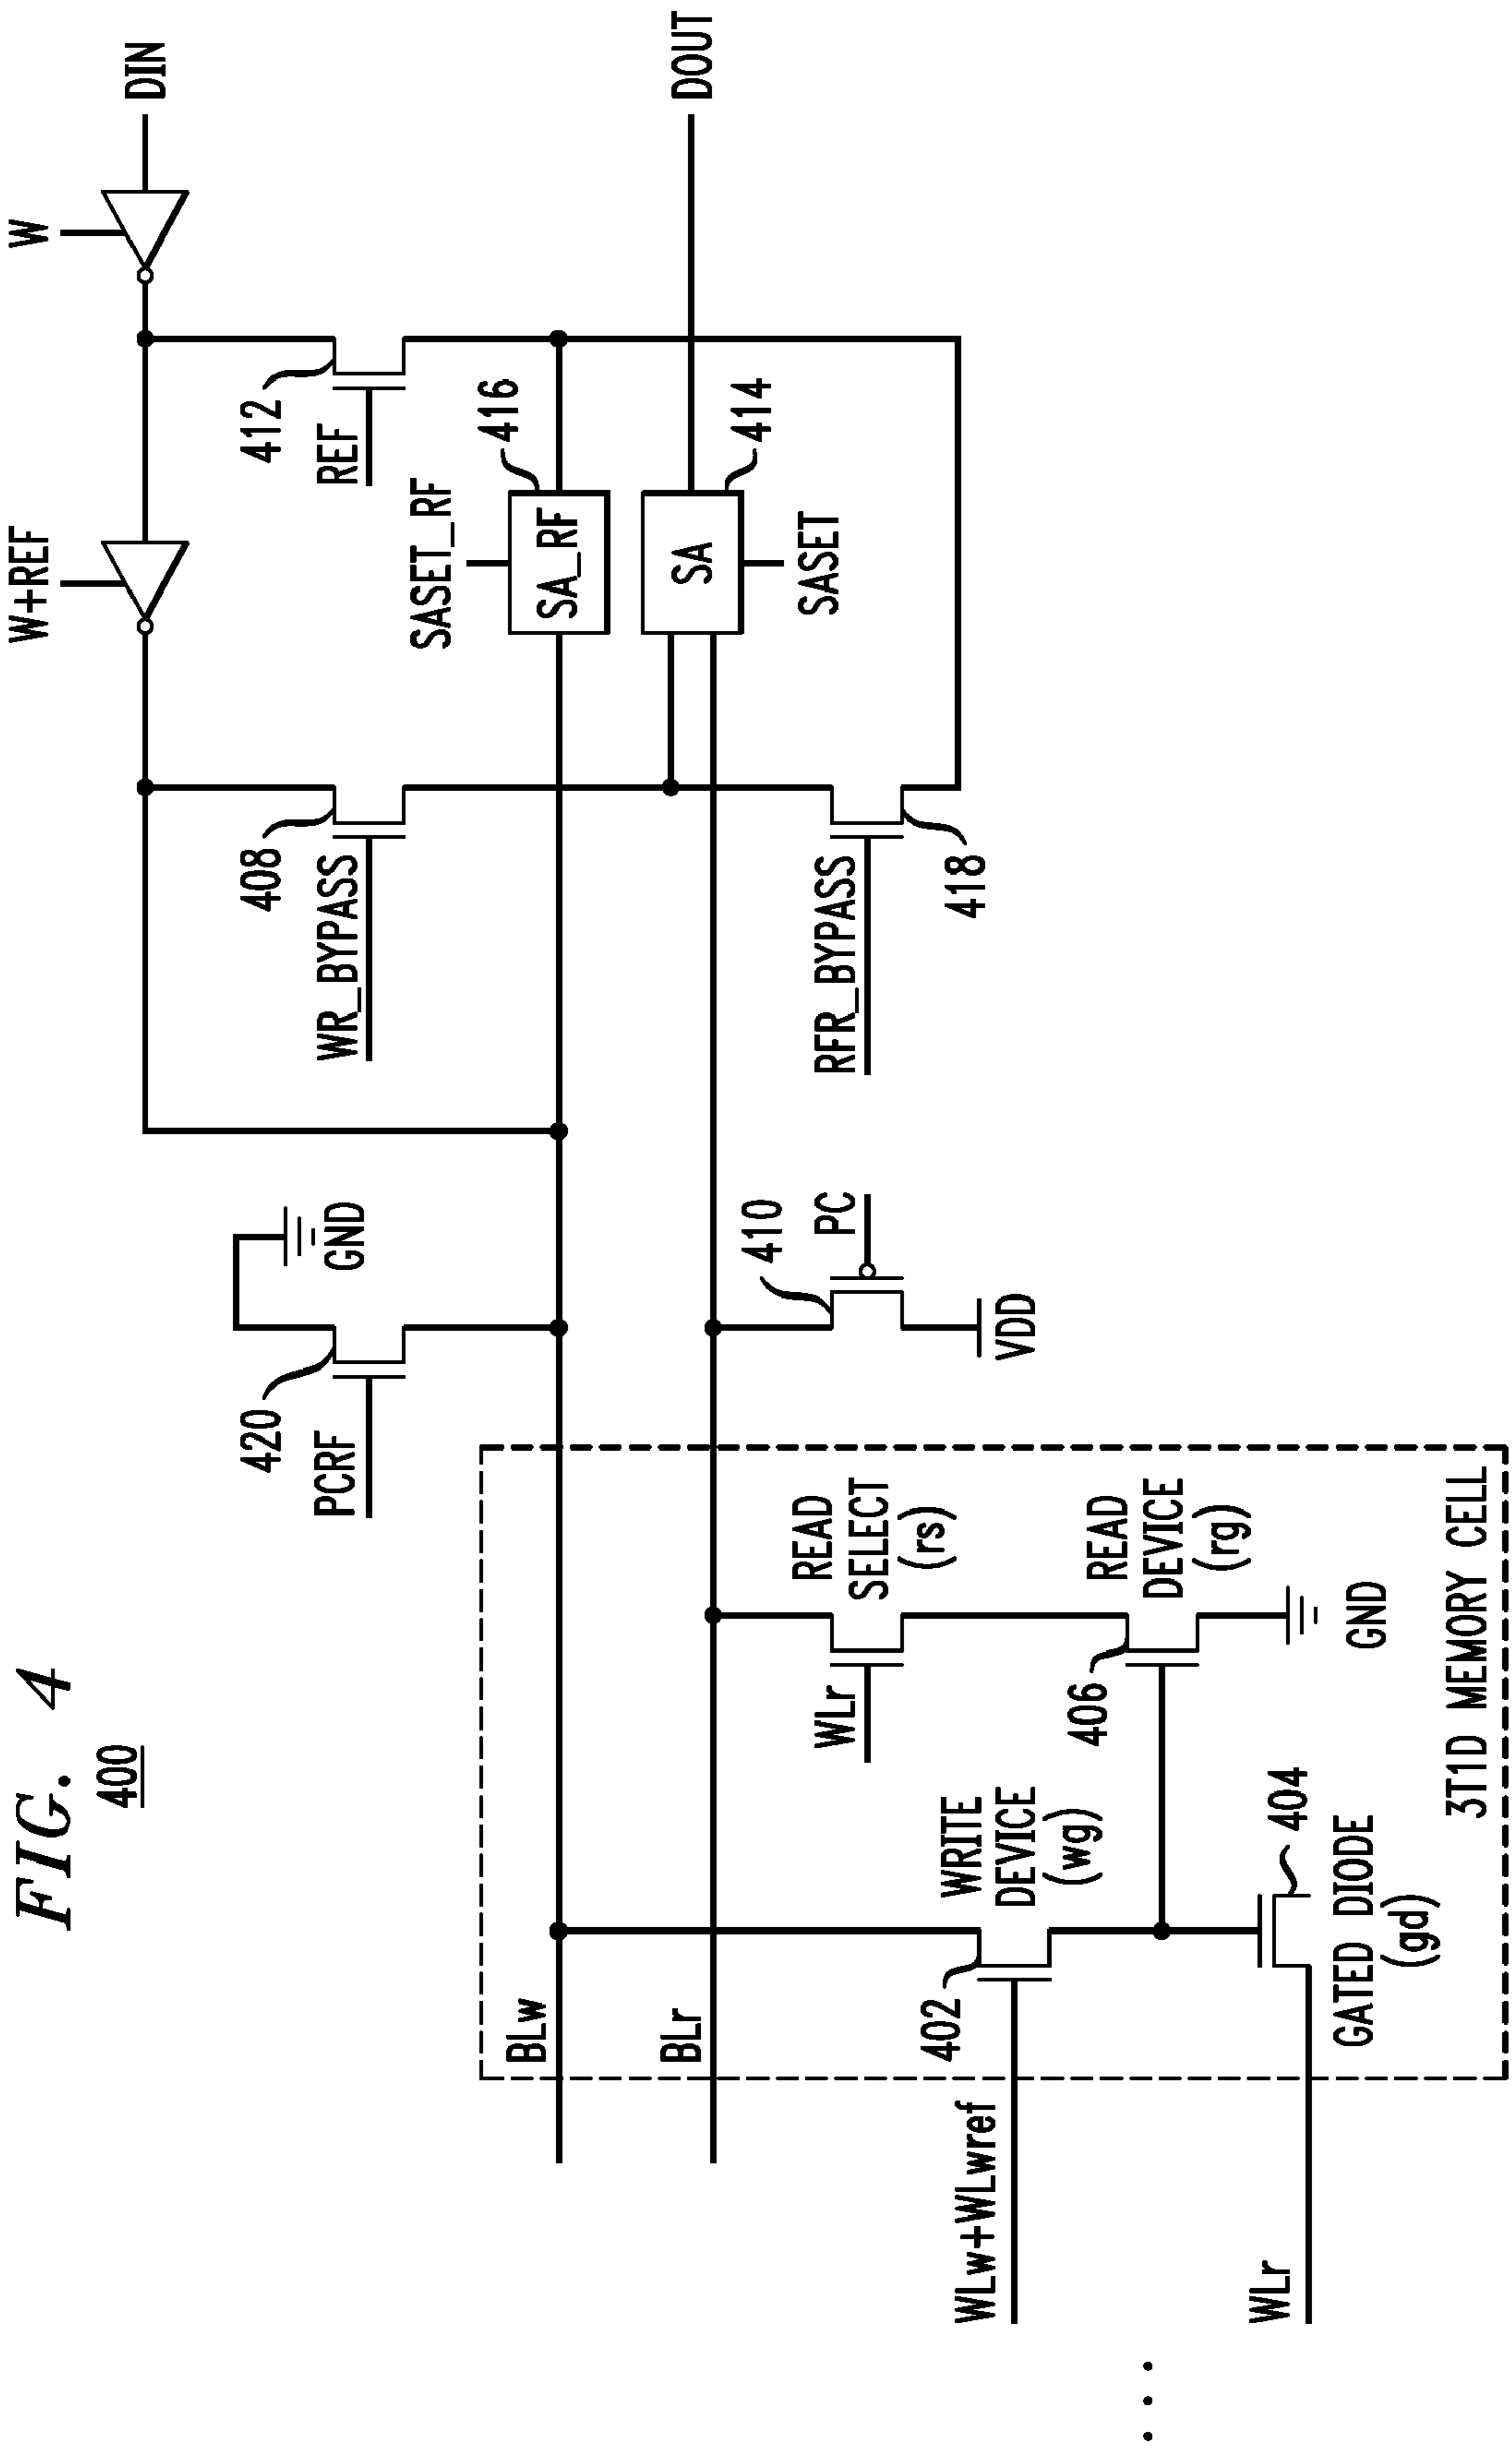 FIG. 4
400
W+REF
W
DIN
412
REF
408
WR_BYPASS
420
PCRF
GND
SASET_RF
416
SA_RF
SA
414
SASET
DOUT
RFR_BYPASS
418
410
PC
VDD
BLw
BLr
READ
SELECT
(rs)
WLr
READ
DEVICE
(rg)
406
GND
WRITE
DEVICE
(wg)
402
WLw+WLwref
404
GATED DIODE
(gd)
WLr
3T1D MEMORY CELL
. . .